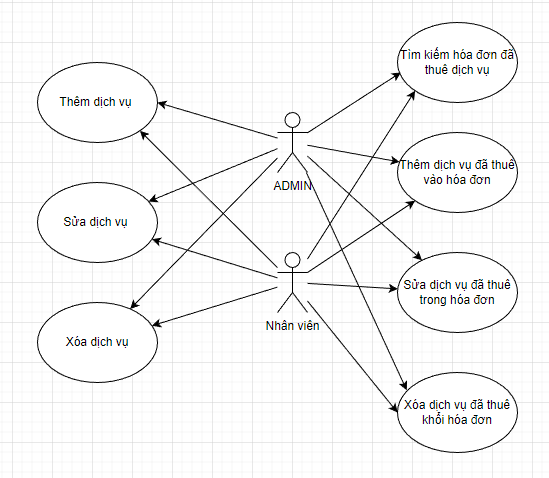 Tìm kiếm hóa đơn đã
thuê dịch vụ
Thêm dịch vụ
Thêm dịch vụ đã thuê
vào hóa đơn
ADMIN
Sửa dịch vụ
Sửa dịch vụ đã thuê
trong hóa đơn
Nhân viên
Xóa dịch vụ
Xóa dịch vụ đã thuê
khổi hóa đơn